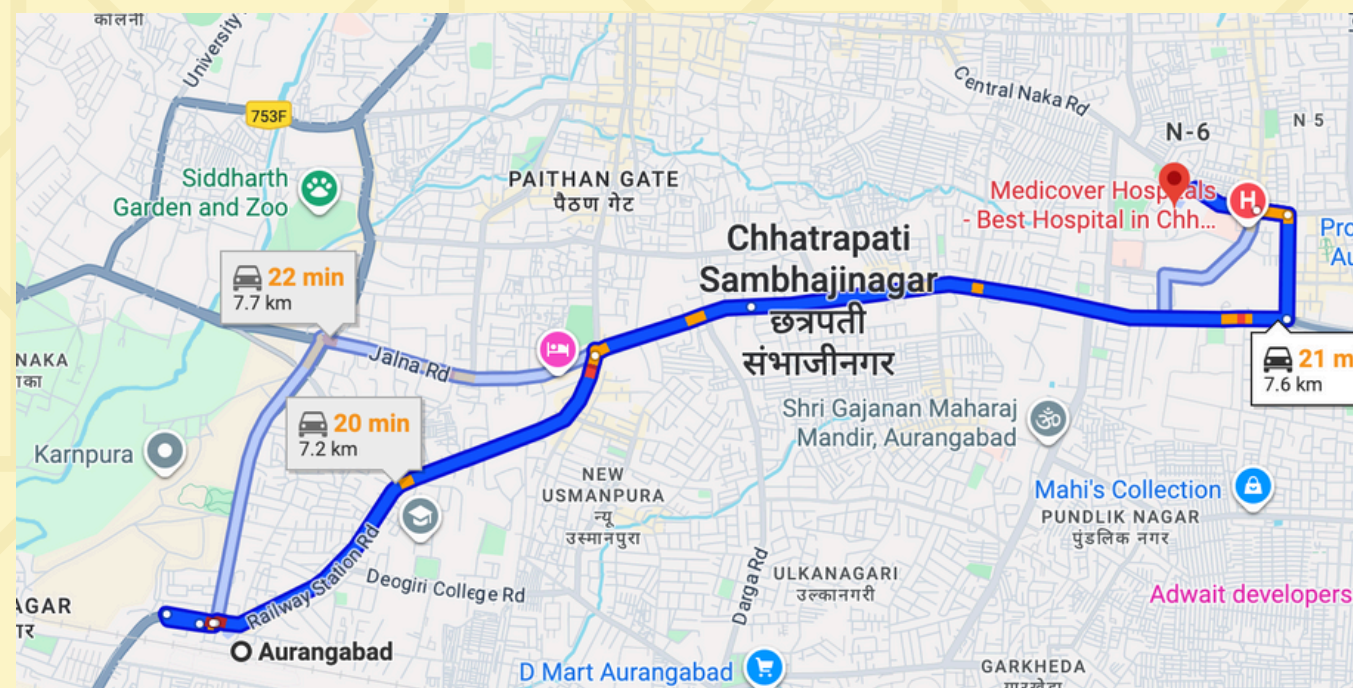 कॉलनी
University
Central Naka Rd
753F
N-6
N 5
Siddharth
Garden and Zoo
PAITHAN GATE
पैठण गेट
Medicover Hospitals
- Best Hospital in Chh...
H
Chhatrapati
Sambhajinagar
छत्रपती
संभाजीनगर
22 min
7.7 km
Jalna Rd
NAKA
21 m
7.6 km
20 min
7.2 km
Shri Gajanan Maharaj
Mandir, Aurangabad
ॐ
Karnpura
NEW
USMANPURA
न्यू
उस्मानपुरा
Mahi's Collection
PUNDLIK NAGAR
पुंडलिक नगर
Railway Station Rd
Deogiri College Rd
Darga Rd
ULKANAGARI
उल्कानगरी
Adwait developers
AGAR
Aurangabad
D Mart Aurangabad
GARKHEDA